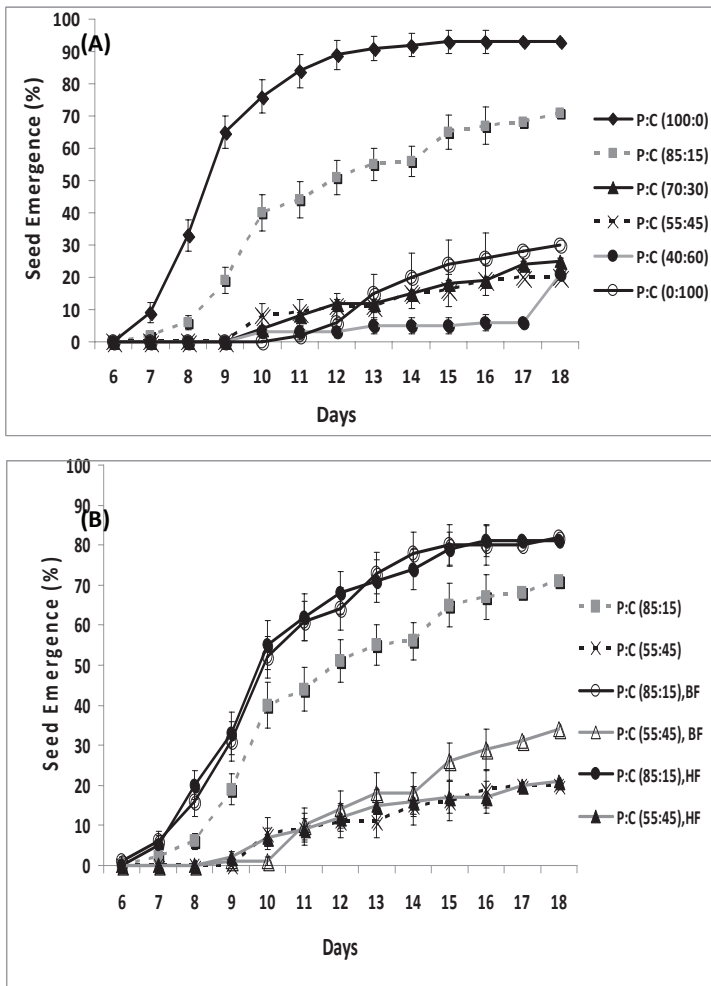 (A)
Seed Emergence (%)
100
90
80
70
60
50
40
30
20
10
0
6 7 8 9 10 11 12 13 14 15 16 17 18
Days
P:C (100:0)
P:C (85:15)
P:C (70:30)
P:C (55:45)
P:C (40:60)
P:C (0:100)
(B)
Seed Emergence (%)
100
90
80
70
60
50
40
30
20
10
0
6 7 8 9 10 11 12 13 14 15 16 17 18
Days
P:C (85:15)
P:C (55:45)
P:C (85:15),BF
P:C (55:45), BF
P:C (85:15),HF
P:C (55:45),HF